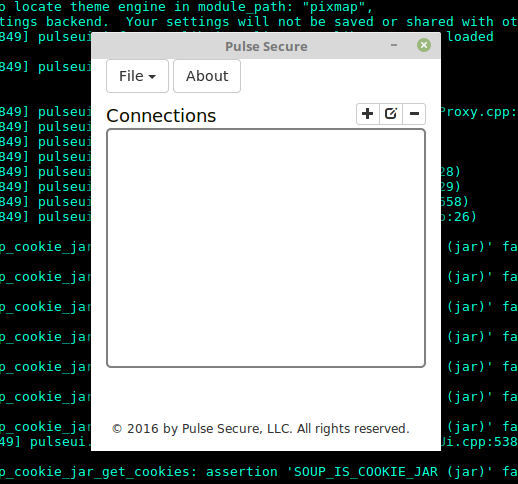 o locate theme engine in module_path: "pixmap",
tings backend.  Your settings will not be saved or shared with ot
Pulse Secure
849] pulseui loaded
File About
849] pulseui
849] pulseui Proxy.cpp:
Connections
849] pulseui
849] pulseui
849] pulseui
849] pulseui 28)
849] pulseui 29)
849] pulseui 658)
849] pulseui :26)
p_cookie_jar (jar)' fa
p_cookie_jar (jar)' fa
p_cookie_jar (jar)' fa
p_cookie_jar (jar)' fa
p_cookie_jar (jar)' fa
p_cookie_jar (jar)' fa
p_cookie_jar (jar)' fa
© 2016 by Pulse Secure, LLC. All rights reserved.
49] pulseui. Ui.cpp:538
p_cookie_jar_get_cookies: assertion 'SOUP_IS_COOKIE_JAR (jar)' fa